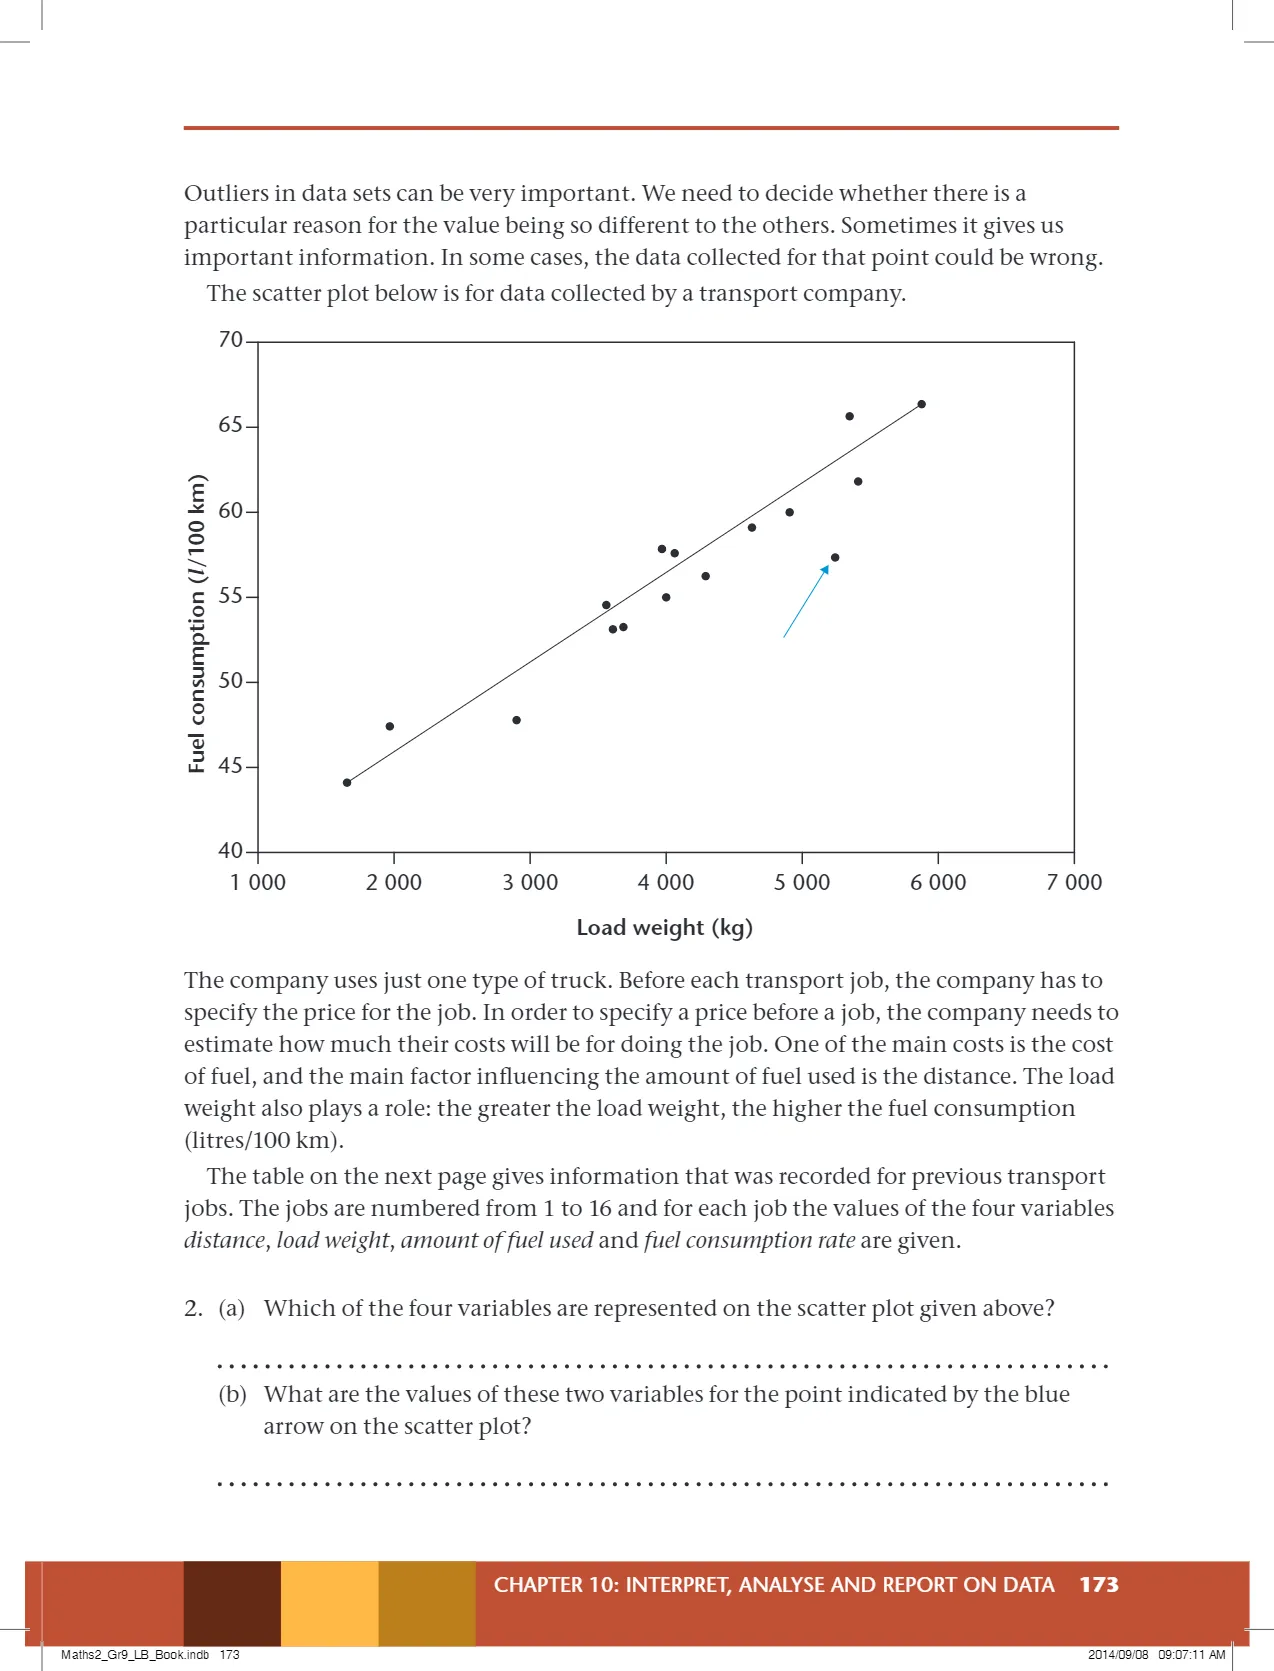 Outliers in data sets can be very important. We need to decide whether there is a
particular reason for the value being so different to the others. Sometimes it gives us
important information. In some cases, the data collected for that point could be wrong.
The scatter plot below is for data collected by a transport company.
70
65
60
55
50
45
40
Fuel consumption (l/100 km)
1 000 2 000 3 000 4 000 5 000 6 000 7 000
Load weight (kg)
The company uses just one type of truck. Before each transport job, the company has to
specify the price for the job. In order to specify a price before a job, the company needs to
estimate how much their costs will be for doing the job. One of the main costs is the cost
of fuel, and the main factor influencing the amount of fuel used is the distance. The load
weight also plays a role: the greater the load weight, the higher the fuel consumption
(litres/100 km).
The table on the next page gives information that was recorded for previous transport
jobs. The jobs are numbered from 1 to 16 and for each job the values of the four variables
distance, load weight, amount of fuel used and fuel consumption rate are given.
2. (a) Which of the four variables are represented on the scatter plot given above?
(b) What are the values of these two variables for the point indicated by the blue
arrow on the scatter plot?
CHAPTER 10: INTERPRET, ANALYSE AND REPORT ON DATA 173
Maths2_Gr9_LB_Book.indb 173 2014/09/08 09:07:11 AM